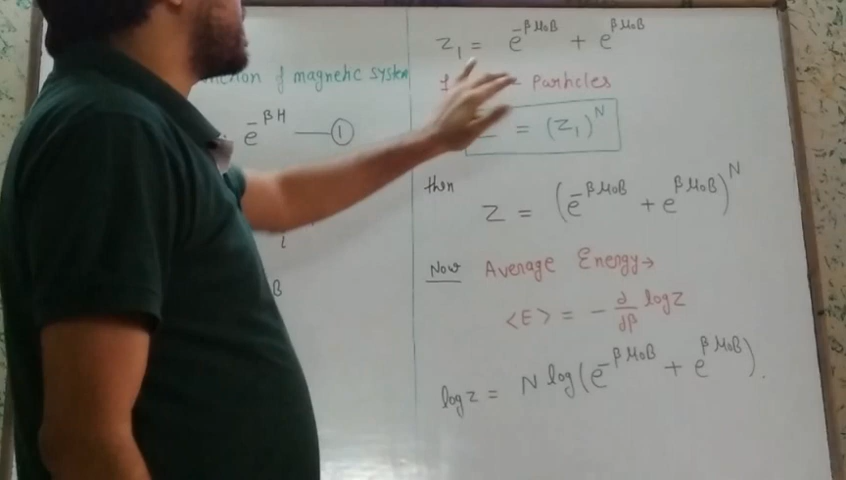 of magnetic system
e^{-βH} —①
Z₁ = e^{-βμ₀B} + e^{βμ₀B}
Particles
= (Z₁)^N
then
Z = (e^{-βμ₀B} + e^{βμ₀B})^N
Now Average Energy→
<E> = - ∂/∂β log Z
log Z = N log(e^{-βμ₀B} + e^{βμ₀B}).